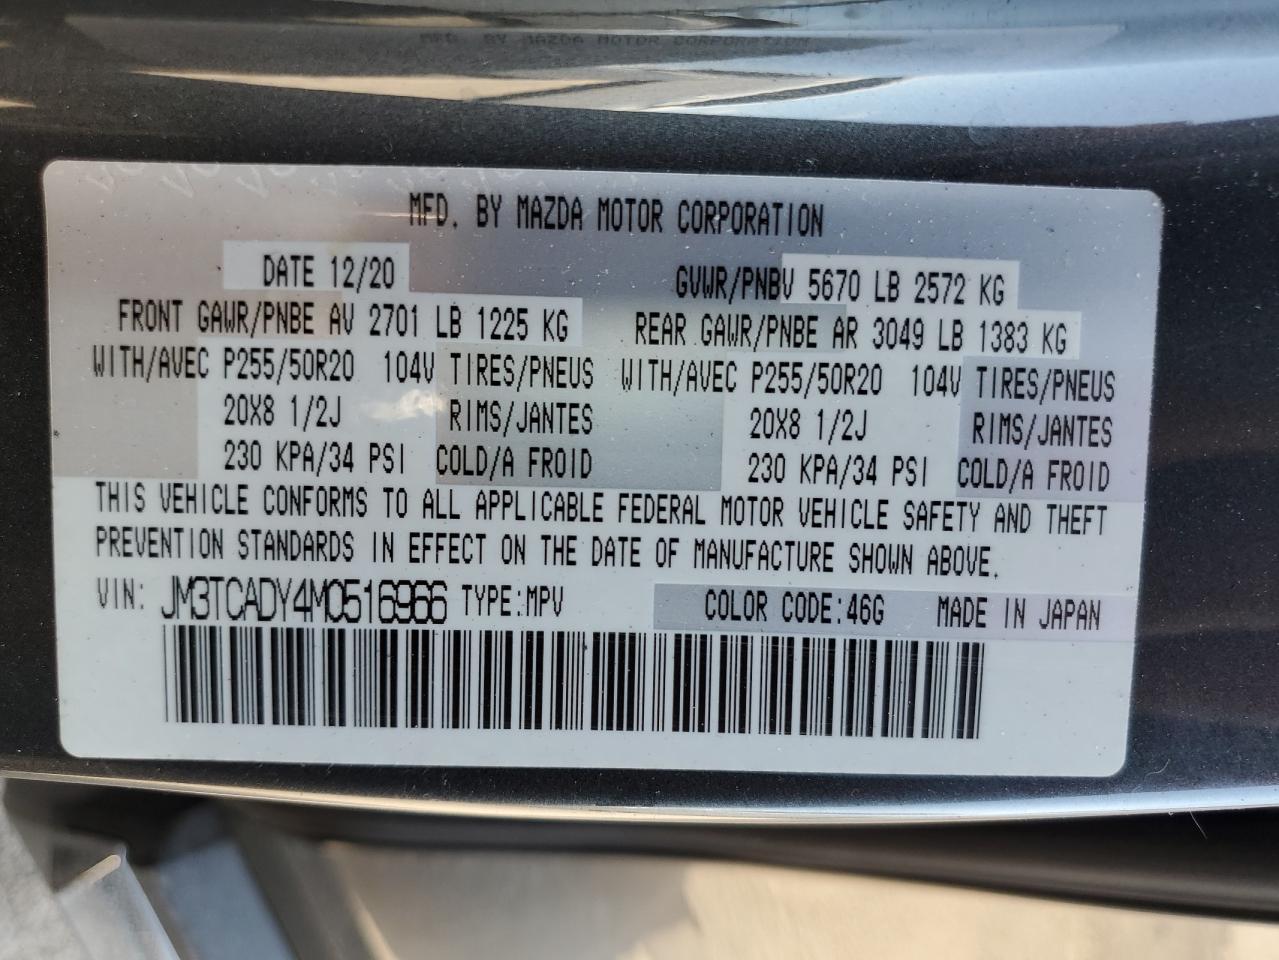 MFD. BY MAZDA MOTOR CORPORATION
MFD. BY MAZDA MOTOR CORPORATION
DATE 12/20 GVWR/PNBV 5670 LB 2572 KG
FRONT GAWR/PNBE AV 2701 LB 1225 KG REAR GAWR/PNBE AR 3049 LB 1383 KG
WITH/AVEC P255/50R20 104V TIRES/PNEUS WITH/AVEC P255/50R20 104V TIRES/PNEUS
20X8 1/2J RIMS/JANTES 20X8 1/2J RIMS/JANTES
230 KPA/34 PSI COLD/A FROID 230 KPA/34 PSI COLD/A FROID
THIS VEHICLE CONFORMS TO ALL APPLICABLE FEDERAL MOTOR VEHICLE SAFETY AND THEFT
PREVENTION STANDARDS IN EFFECT ON THE DATE OF MANUFACTURE SHOWN ABOVE.
VIN: JM3TCADY4M0516966 TYPE:MPV COLOR CODE:46G MADE IN JAPAN